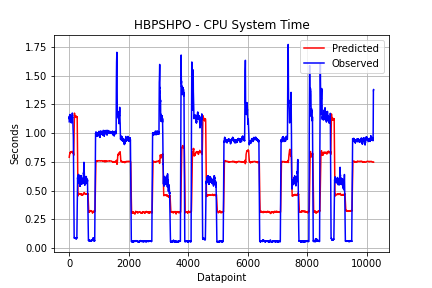 HBPSHPO - CPU System Time
Predicted
Observed
1.75
1.50
1.25
1.00
0.75
0.50
0.25
0.00
Seconds
0 2000 4000 6000 8000 10000
Datapoint